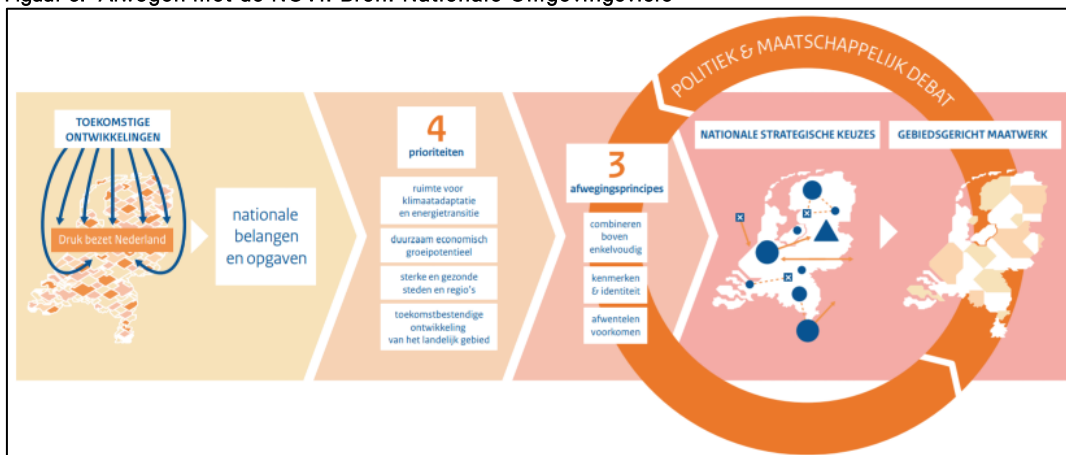 TOEKOMSTIGE
ONTWIKKELINGEN
Druk bezet Nederland
nationale
belangen
en opgaven
4
prioriteiten
ruimte voor
klimaatadaptatie
en energietransitie
duurzaam economisch
groeipotentieel
sterke en gezonde
steden en regio's
toekomstbestendige
ontwikkeling
van het landelijk gebied
3
afwegingsprincipes
combineren
boven
enkelvoudig
kenmerken
& identiteit
afwentelen
voorkomen
POLITIEK & MAATSCHAPPELIJK DEBAT
NATIONALE STRATEGISCHE KEUZES
GEBIEDSGERICHT MAATWERK